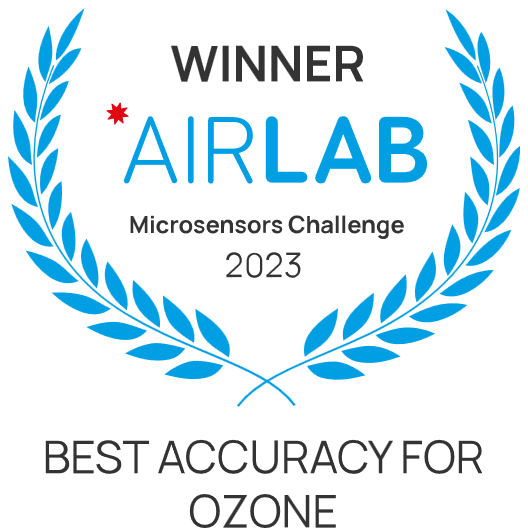 WINNER
*AIRLAB
Microsensors Challenge
2023
BEST ACCURACY FOR
OZONE